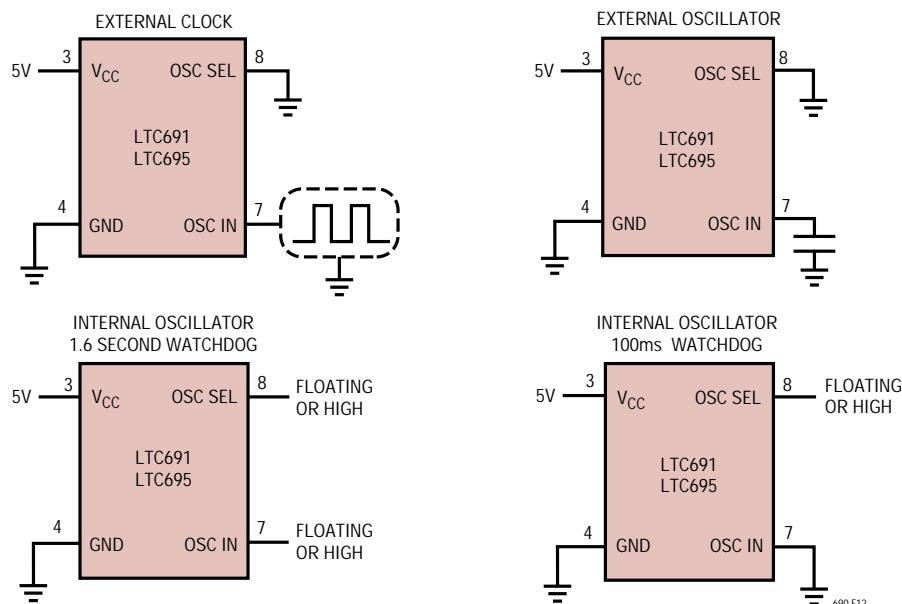 EXTERNAL CLOCK
5V 3 VCC OSC SEL 8
LTC691
LTC695
4 GND OSC IN 7
EXTERNAL OSCILLATOR
5V 3 VCC OSC SEL 8
LTC691
LTC695
4 GND OSC IN 7
INTERNAL OSCILLATOR
1.6 SECOND WATCHDOG
5V 3 VCC OSC SEL 8 FLOATING
OR HIGH
LTC691
LTC695
4 GND OSC IN 7 FLOATING
OR HIGH
INTERNAL OSCILLATOR
100ms WATCHDOG
5V 3 VCC OSC SEL 8 FLOATING
OR HIGH
LTC691
LTC695
4 GND OSC IN 7
690 F12